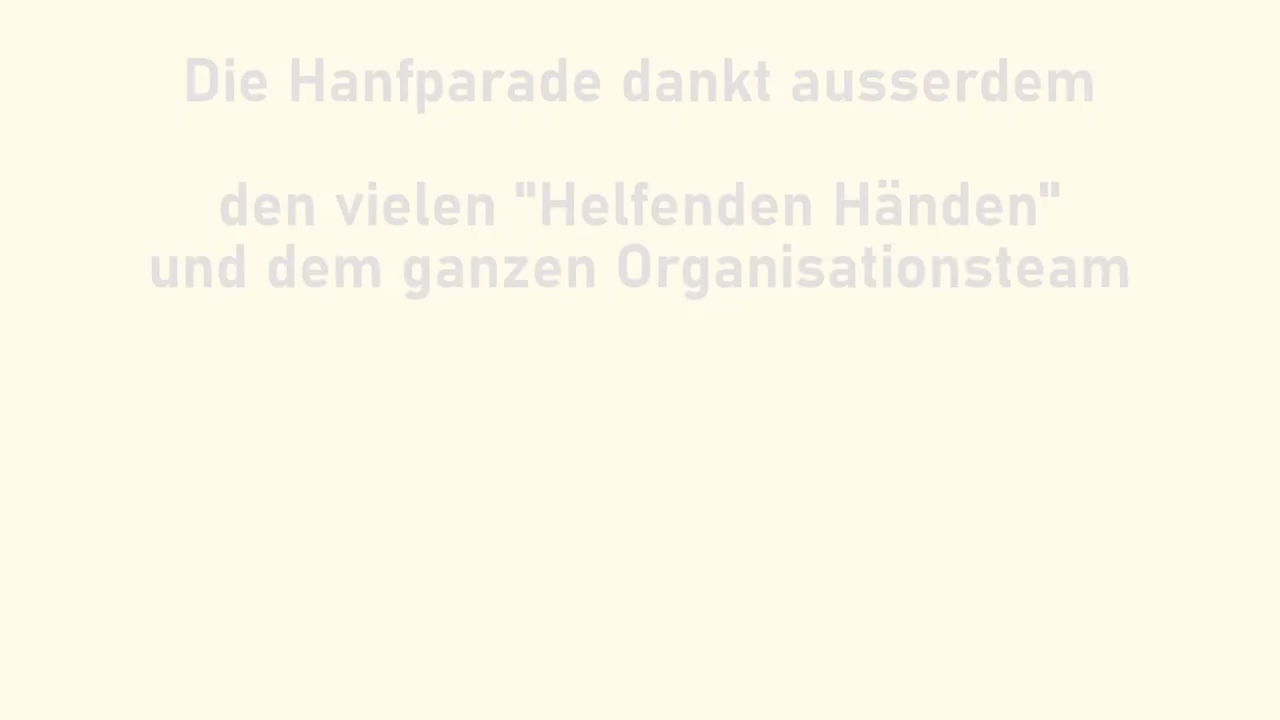 Die Hanfparade dankt ausserdem
den vielen "Helfenden Händen"
und dem ganzen Organisationsteam